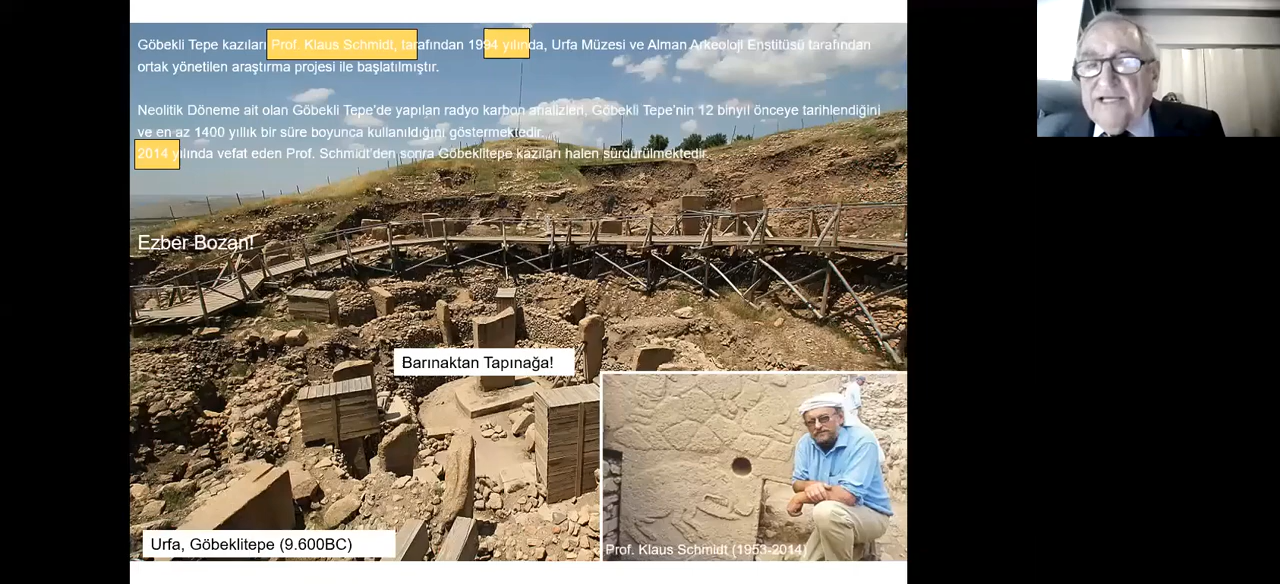 Göbekli Tepe kazıları Prof. Klaus Schmidt, tarafından 1994 yılında, Urfa Müzesi ve Alman Arkeoloji Enstitüsü tarafından
ortak yönetilen araştırma projesi ile başlatılmıştır.
Neolitik Döneme ait olan Göbekli Tepe'de yapılan radyo karbon analizleri, Göbekli Tepe'nin 12 binyıl önceye tarihlendiğini
ve en az 1400 yıllık bir süre boyunca kullanıldığını göstermektedir.
2014 yılında vefat eden Prof. Schmidt'den sonra Göbeklitepe kazıları halen sürdürülmektedir.
Ezber Bozan!
Barınaktan Tapınağa!
Urfa, Göbeklitepe (9.600BC)
Prof. Klaus Schmidt (1953-2014)